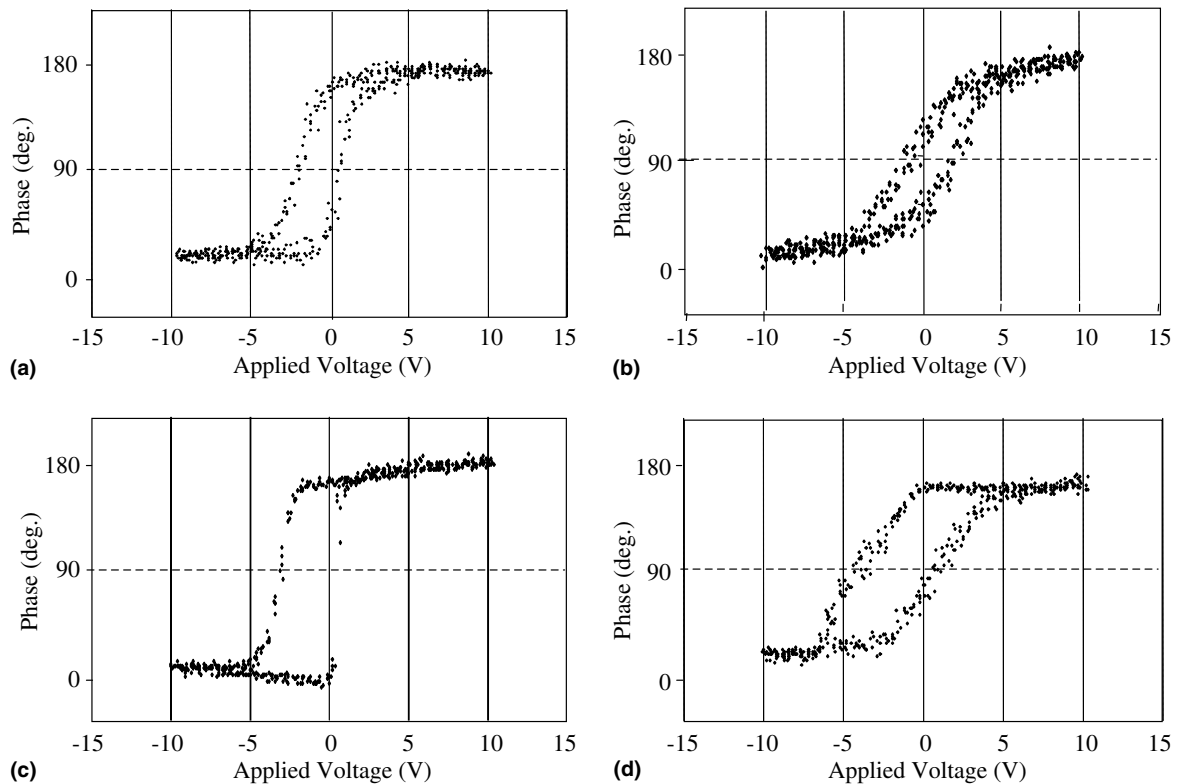 180
90
0
Phase (deg.)
-15 -10 -5 0 5 10 15
Applied Voltage (V)
(a)
180
90
0
Phase (deg.)
-15 -10 -5 0 5 10 15
Applied Voltage (V)
(b)
180
90
0
Phase (deg.)
-15 -10 -5 0 5 10 15
Applied Voltage (V)
(c)
180
90
0
Phase (deg.)
-15 -10 -5 0 5 10 15
Applied Voltage (V)
(d)